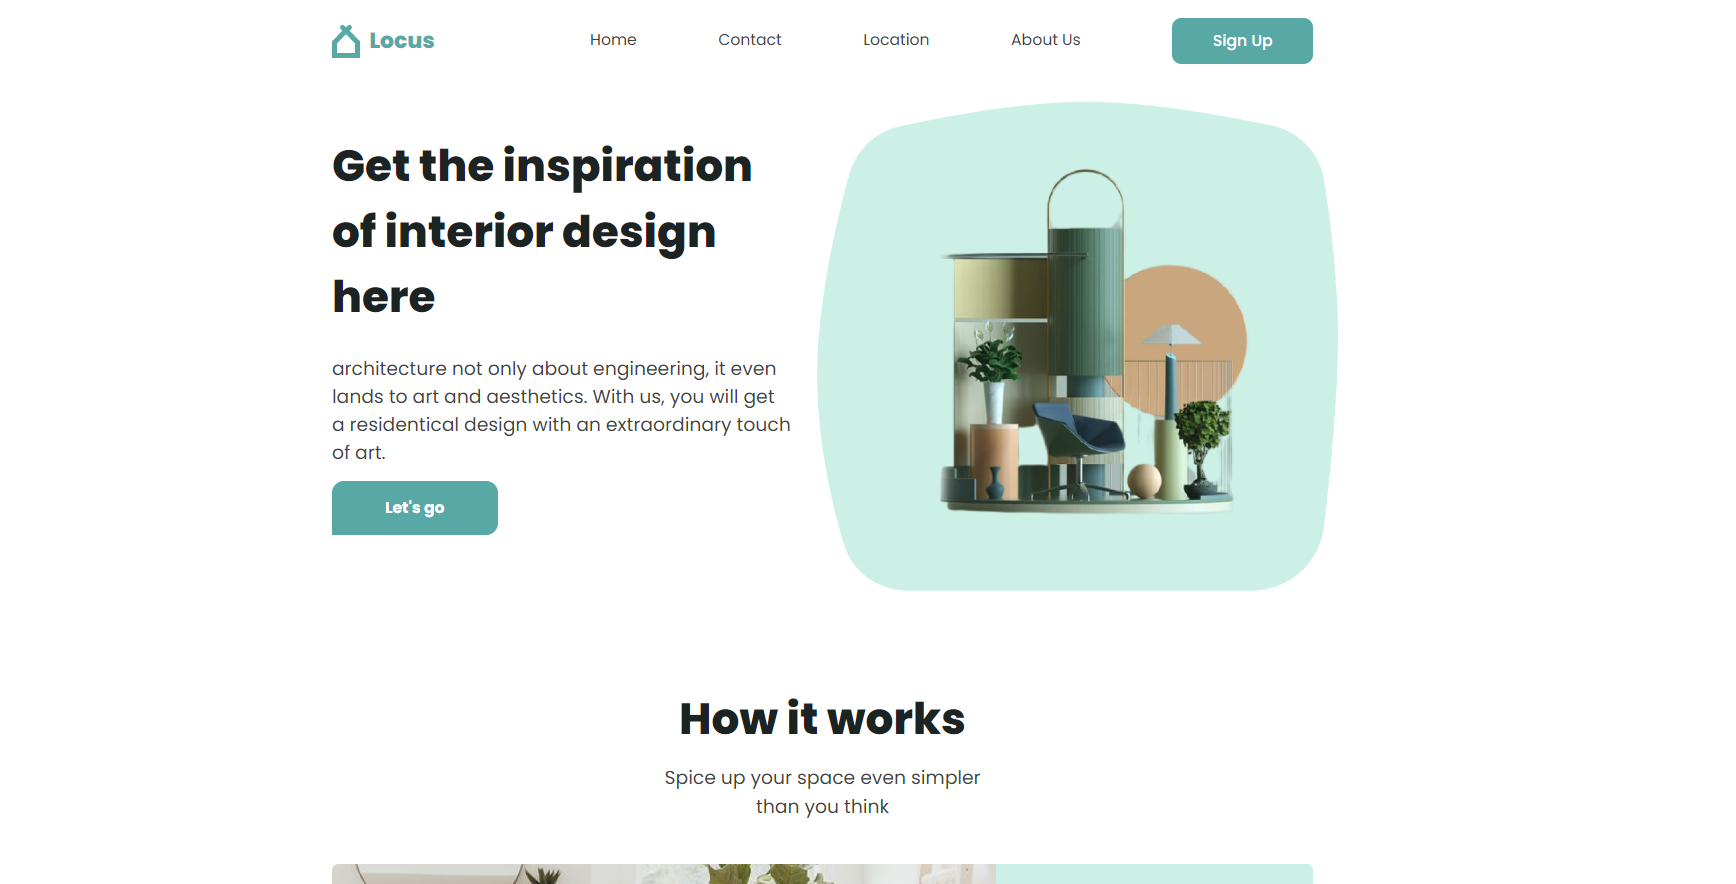 Locus
Home
Contact
Location
About Us
Sign Up
Get the inspiration
of interior design
here
architecture not only about engineering, it even
lands to art and aesthetics. With us, you will get
a residentical design with an extraordinary touch
of art.
Let's go
How it works
Spice up your space even simpler
than you think